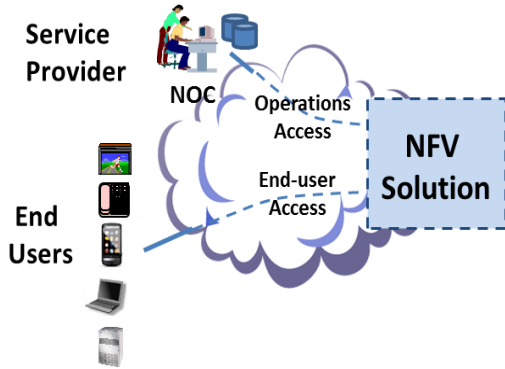 Service
Provider
NOC
Operations
Access
NFV
Solution
End-user
Access
End
Users